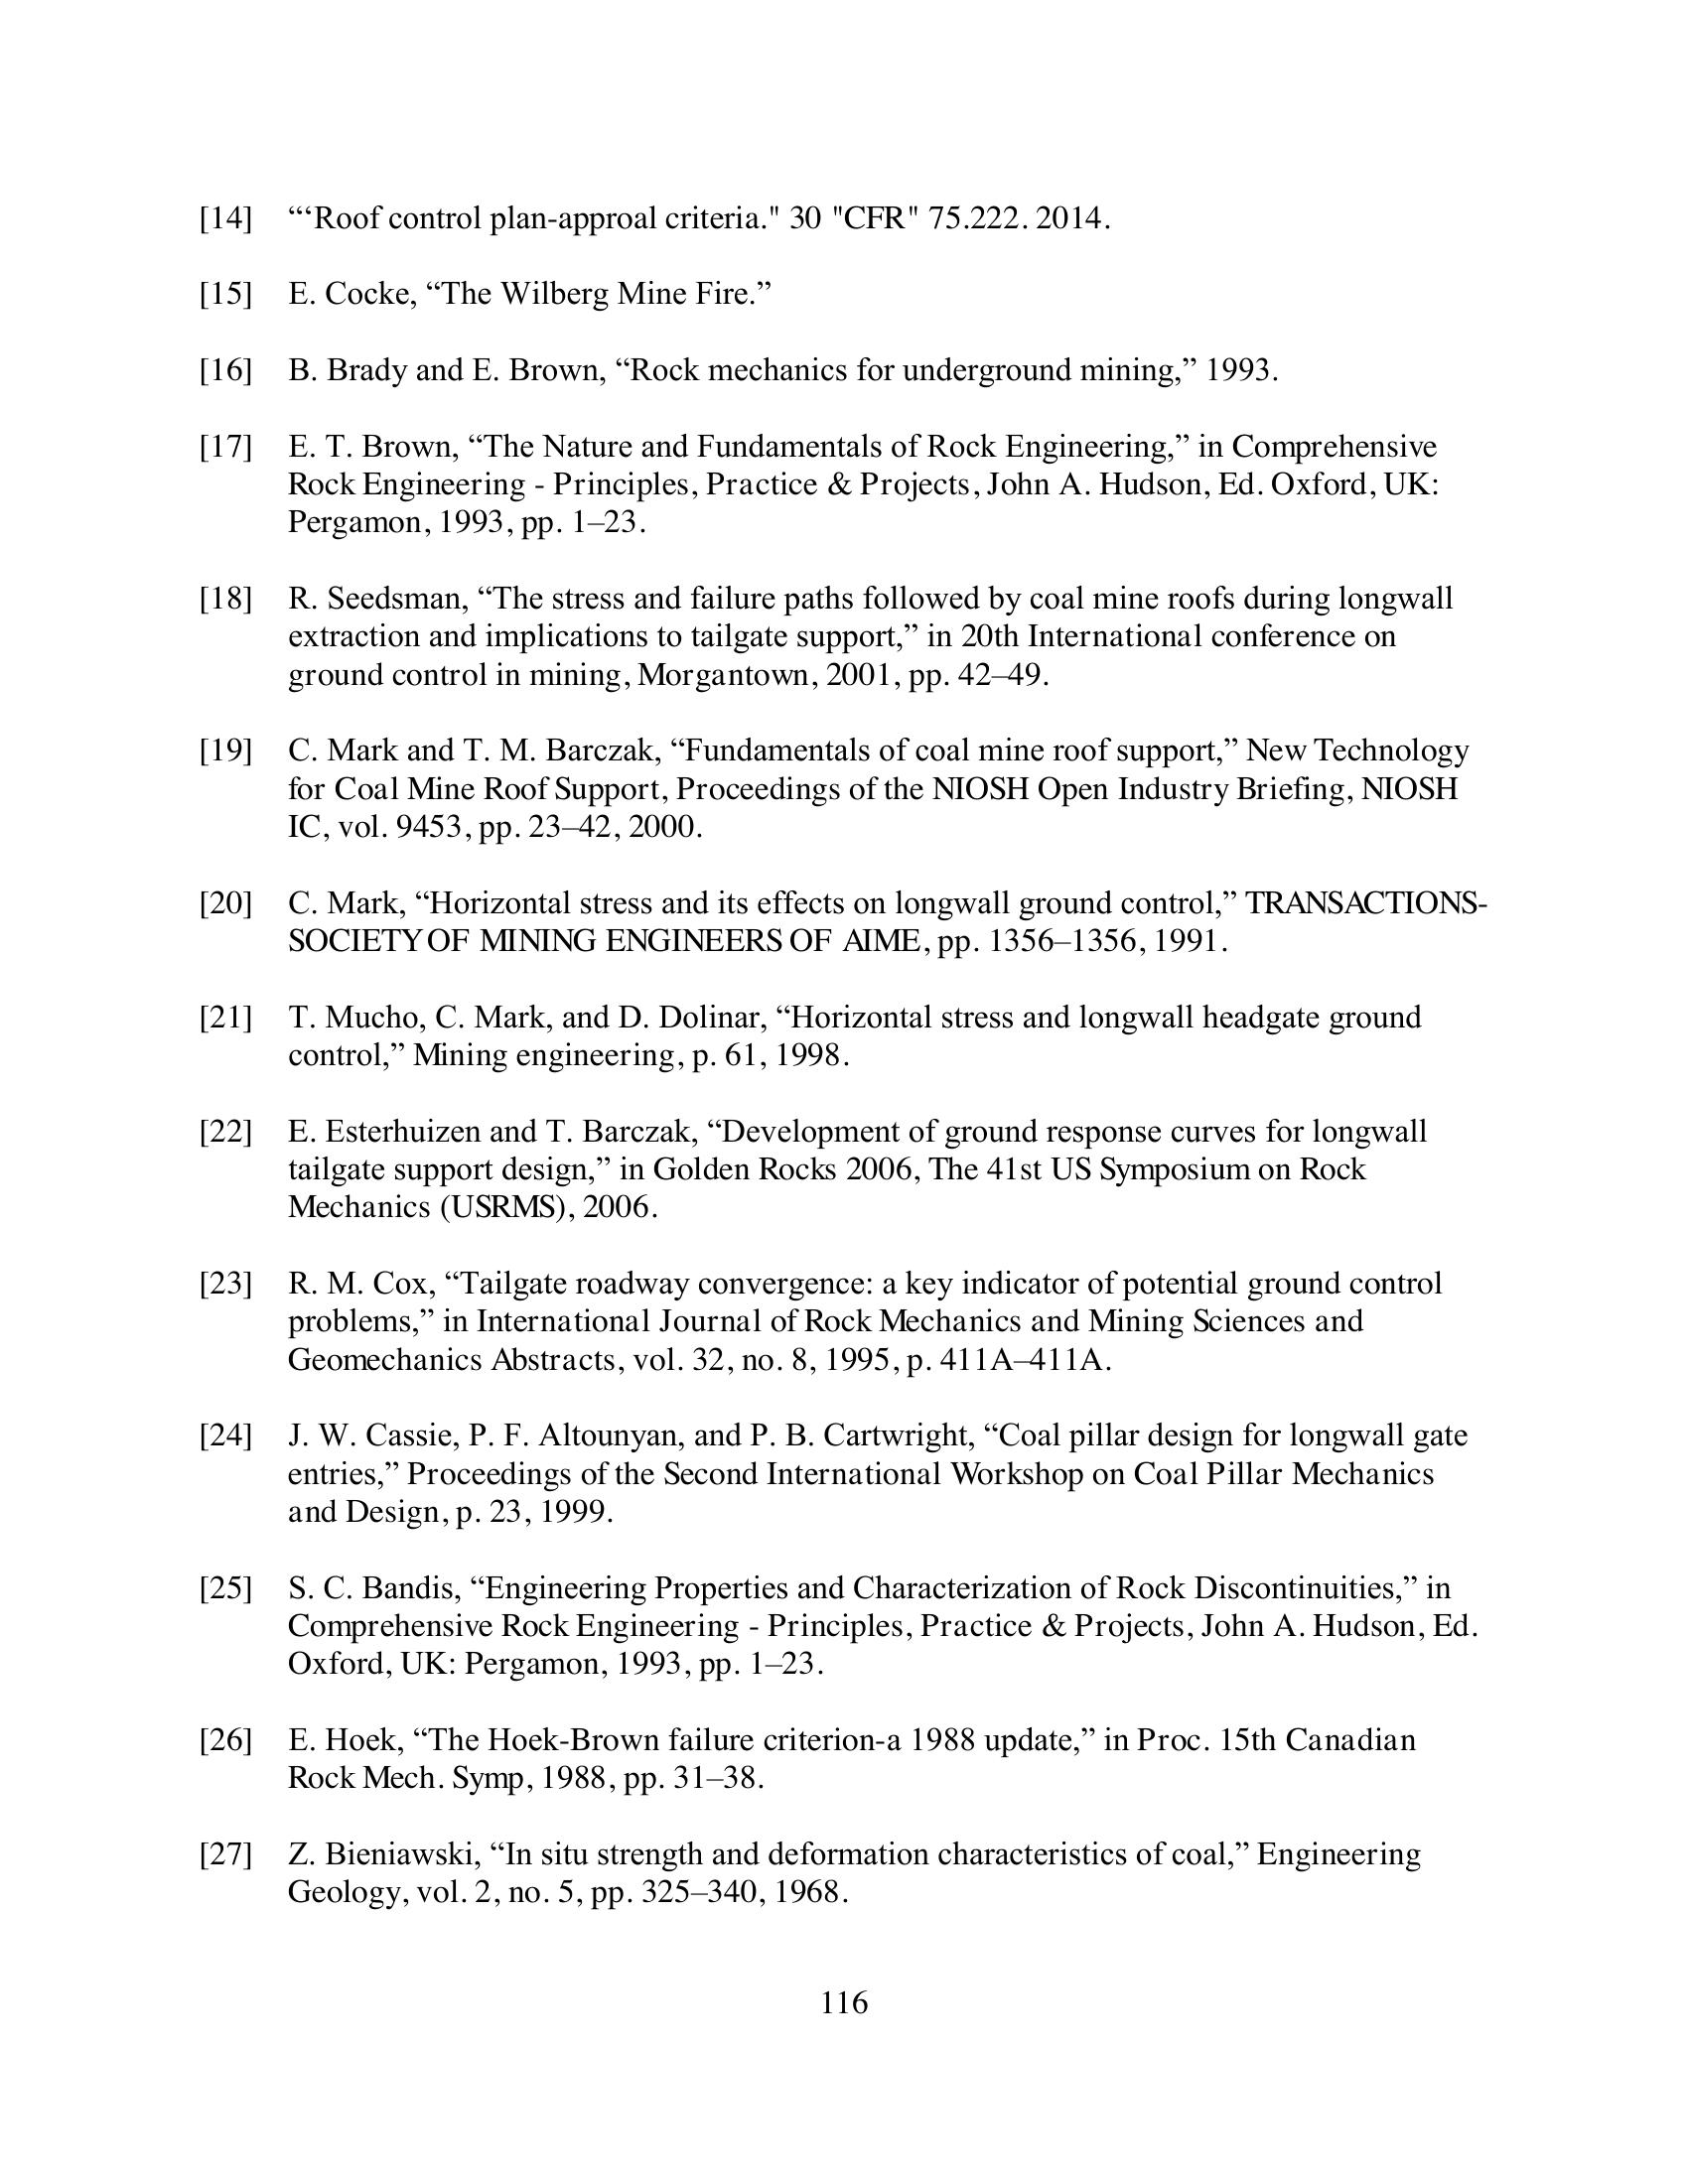 [14] “‘Roof control plan-approal criteria." 30 "CFR" 75.222. 2014.
[15] E. Cocke, “The Wilberg Mine Fire.”
[16] B. Brady and E. Brown, “Rock mechanics for underground mining,” 1993.
[17] E. T. Brown, “The Nature and Fundamentals of Rock Engineering,” in Comprehensive
Rock Engineering - Principles, Practice & Projects, John A. Hudson, Ed. Oxford, UK:
Pergamon, 1993, pp. 1–23.
[18] R. Seedsman, “The stress and failure paths followed by coal mine roofs during longwall
extraction and implications to tailgate support,” in 20th International conference on
ground control in mining, Morgantown, 2001, pp. 42–49.
[19] C. Mark and T. M. Barczak, “Fundamentals of coal mine roof support,” New Technology
for Coal Mine Roof Support, Proceedings of the NIOSH Open Industry Briefing, NIOSH
IC, vol. 9453, pp. 23–42, 2000.
[20] C. Mark, “Horizontal stress and its effects on longwall ground control,” TRANSACTIONS-
SOCIETY OF MINING ENGINEERS OF AIME, pp. 1356–1356, 1991.
[21] T. Mucho, C. Mark, and D. Dolinar, “Horizontal stress and longwall headgate ground
control,” Mining engineering, p. 61, 1998.
[22] E. Esterhuizen and T. Barczak, “Development of ground response curves for longwall
tailgate support design,” in Golden Rocks 2006, The 41st US Symposium on Rock
Mechanics (USRMS), 2006.
[23] R. M. Cox, “Tailgate roadway convergence: a key indicator of potential ground control
problems,” in International Journal of Rock Mechanics and Mining Sciences and
Geomechanics Abstracts, vol. 32, no. 8, 1995, p. 411A–411A.
[24] J. W. Cassie, P. F. Altounyan, and P. B. Cartwright, “Coal pillar design for longwall gate
entries,” Proceedings of the Second International Workshop on Coal Pillar Mechanics
and Design, p. 23, 1999.
[25] S. C. Bandis, “Engineering Properties and Characterization of Rock Discontinuities,” in
Comprehensive Rock Engineering - Principles, Practice & Projects, John A. Hudson, Ed.
Oxford, UK: Pergamon, 1993, pp. 1–23.
[26] E. Hoek, “The Hoek-Brown failure criterion-a 1988 update,” in Proc. 15th Canadian
Rock Mech. Symp, 1988, pp. 31–38.
[27] Z. Bieniawski, “In situ strength and deformation characteristics of coal,” Engineering
Geology, vol. 2, no. 5, pp. 325–340, 1968.
116